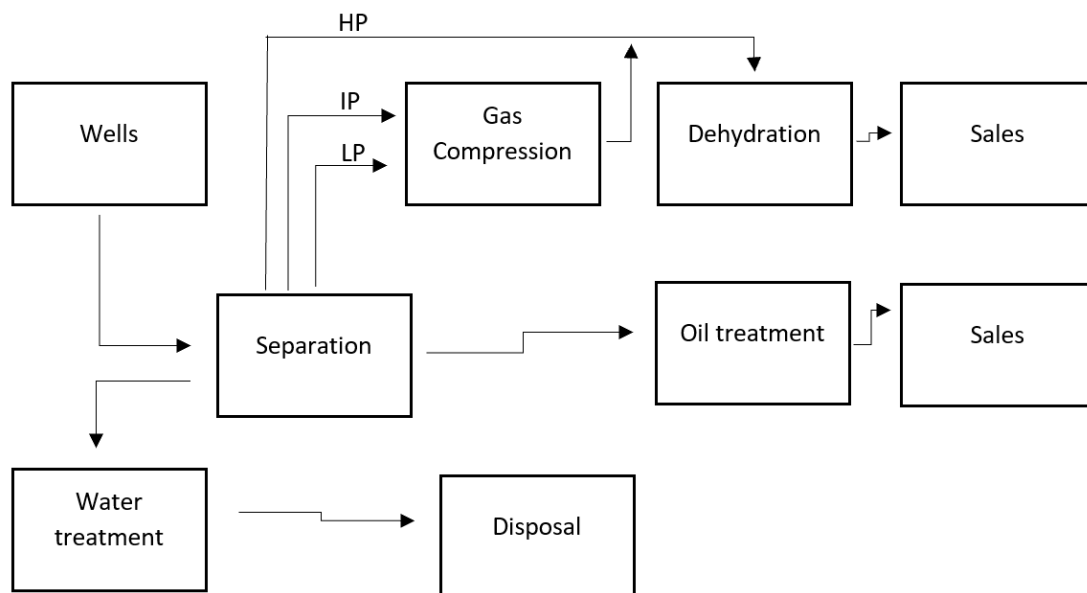 HP
IP
LP
Wells
Gas
Compression
Dehydration
Sales
Separation
Oil treatment
Sales
Water
treatment
Disposal